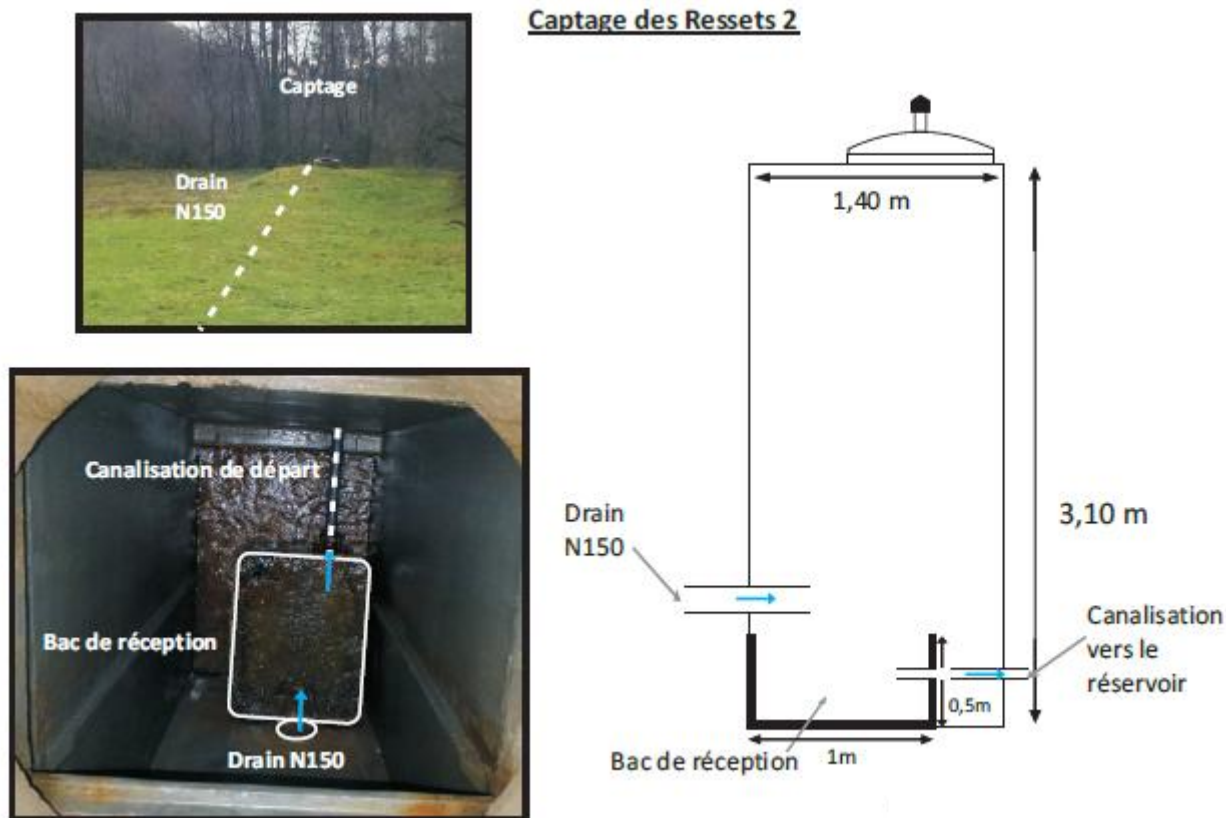 Captage des Ressets 2
Captage
Drain
N150
Canalisation de départ
Bac de réception
Drain N150
1,40 m
3,10 m
Drain
N150
Canalisation
vers le
réservoir
0,5m
Bac de réception
1m